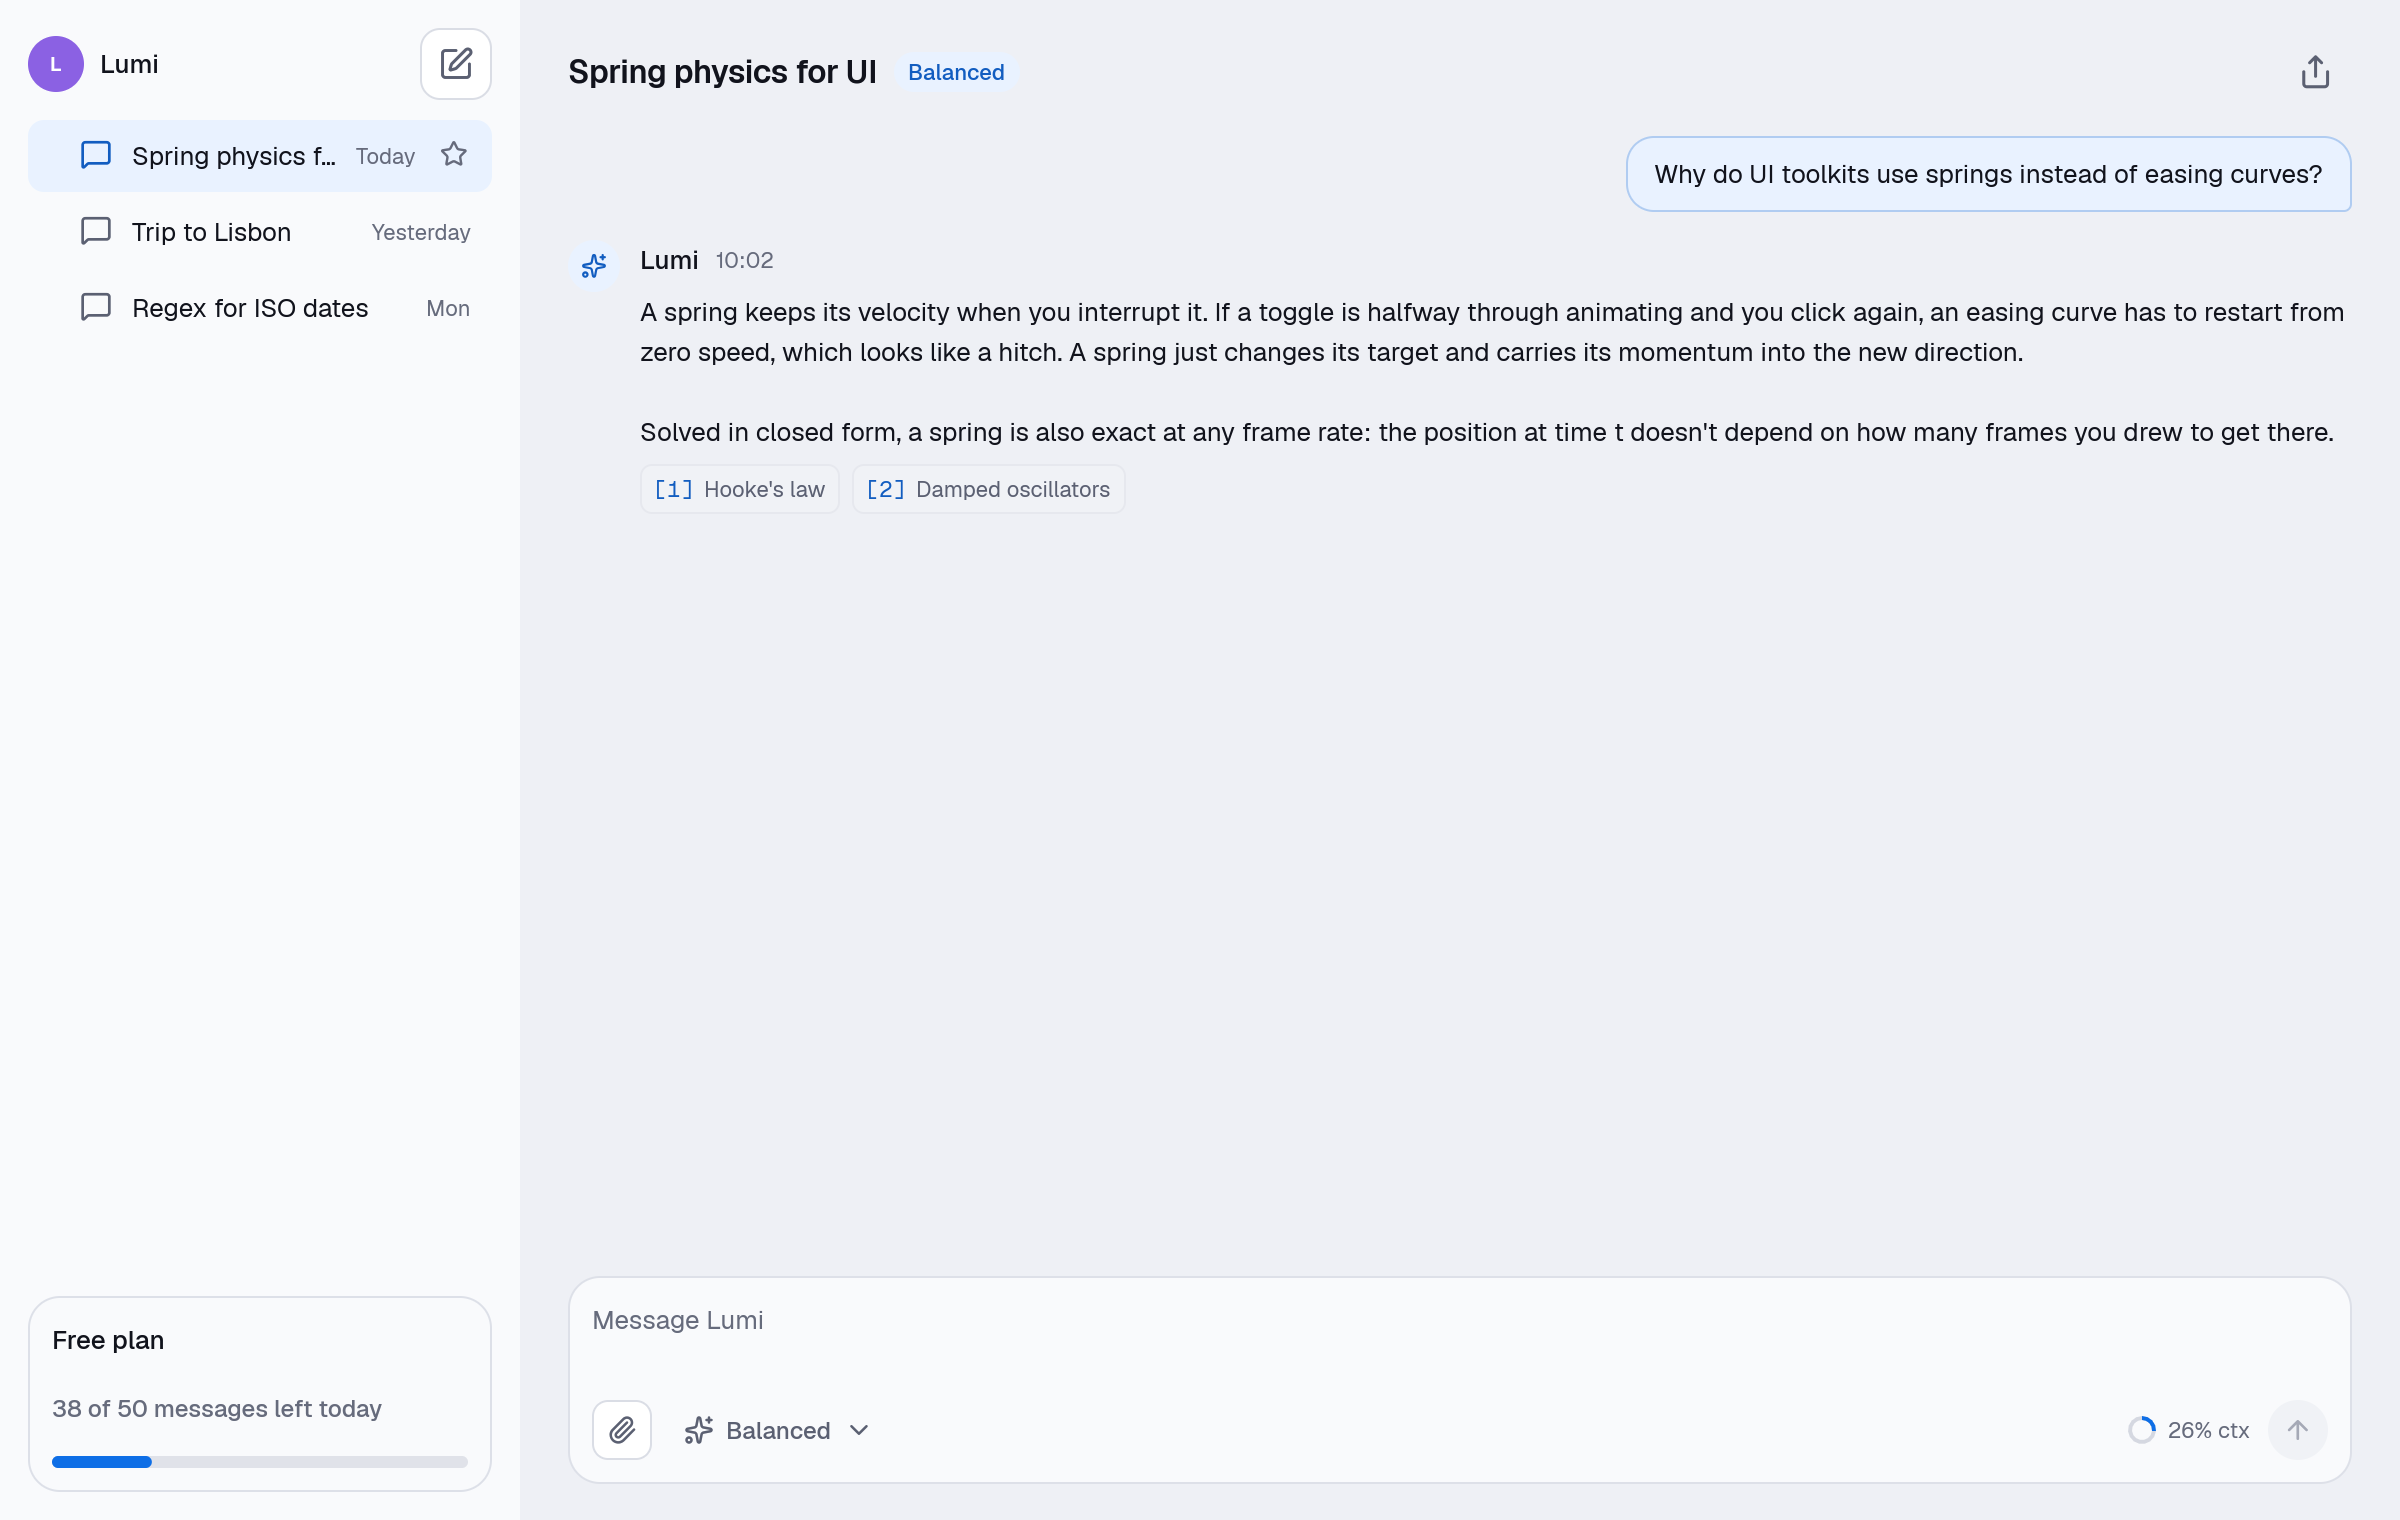 L
Lumi
Spring physics f...
Today
Trip to Lisbon
Yesterday
Regex for ISO dates
Mon
Free plan
38 of 50 messages left today
Spring physics for UI
Balanced
Why do UI toolkits use springs instead of easing curves?
Lumi
10:02
A spring keeps its velocity when you interrupt it. If a toggle is halfway through animating and you click again, an easing curve has to restart from
zero speed, which looks like a hitch. A spring just changes its target and carries its momentum into the new direction.
Solved in closed form, a spring is also exact at any frame rate: the position at time t doesn't depend on how many frames you drew to get there.
[1] Hooke's law
[2] Damped oscillators
Message Lumi
Balanced
26% ctx